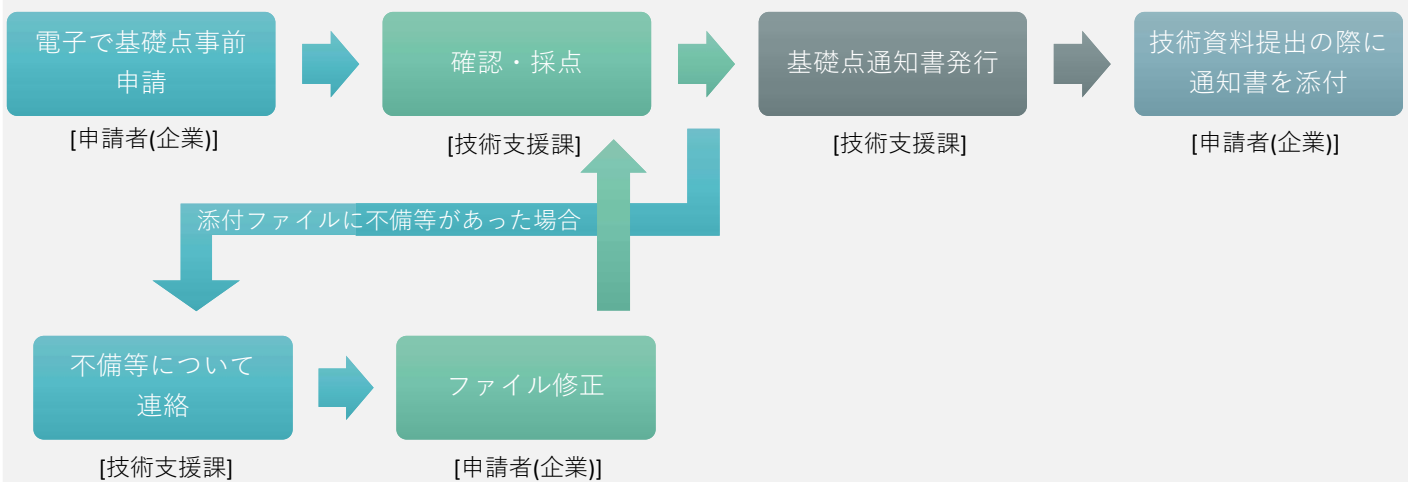 電子で基礎点事前
申請
[申請者(企業)]
確認・採点
[技術支援課]
基礎点通知書発行
[技術支援課]
技術資料提出の際に
通知書を添付
[申請者(企業)]
添付ファイルに不備等があった場合
不備等について
連絡
[技術支援課]
ファイル修正
[申請者(企業)]